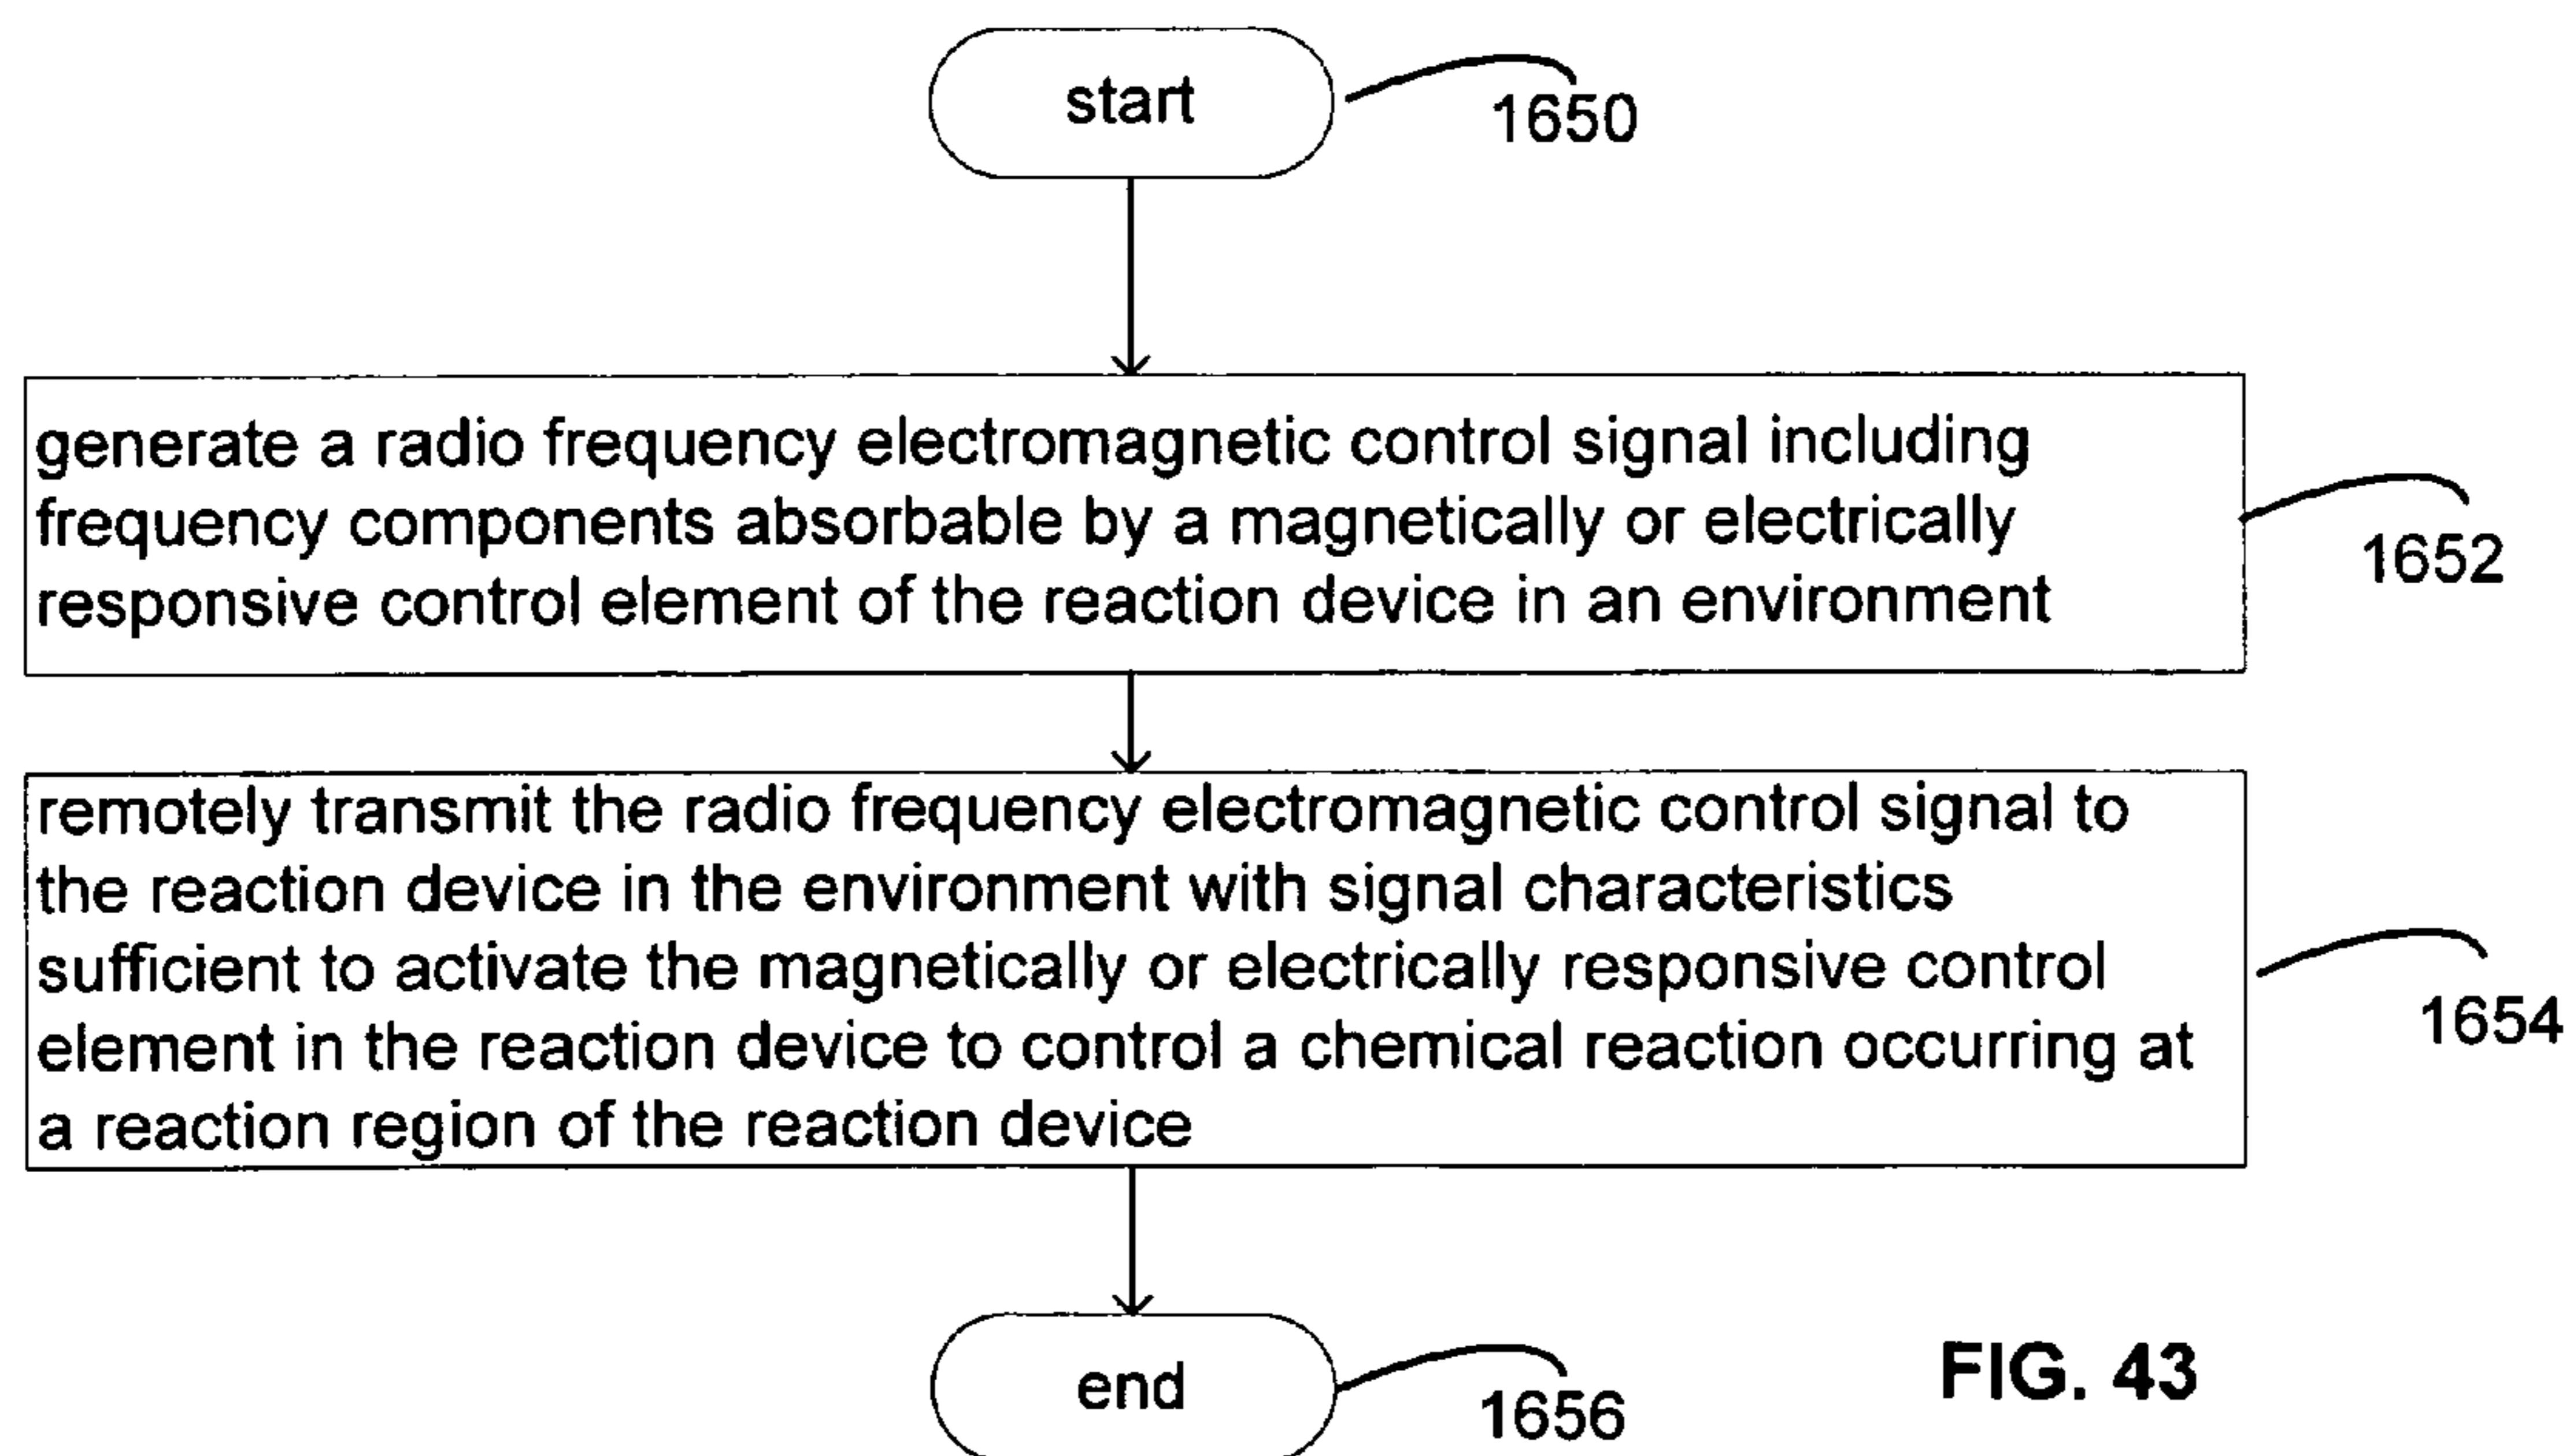 start
1650
generate a radio frequency electromagnetic control signal including
frequency components absorbable by a magnetically or electrically
responsive control element of the reaction device in an environment
1652
remotely transmit the radio frequency electromagnetic control signal to
the reaction device in the environment with signal characteristics
sufficient to activate the magnetically or electrically responsive control
element in the reaction device to control a chemical reaction occurring at
a reaction region of the reaction device
1654
end
1656
FIG. 43